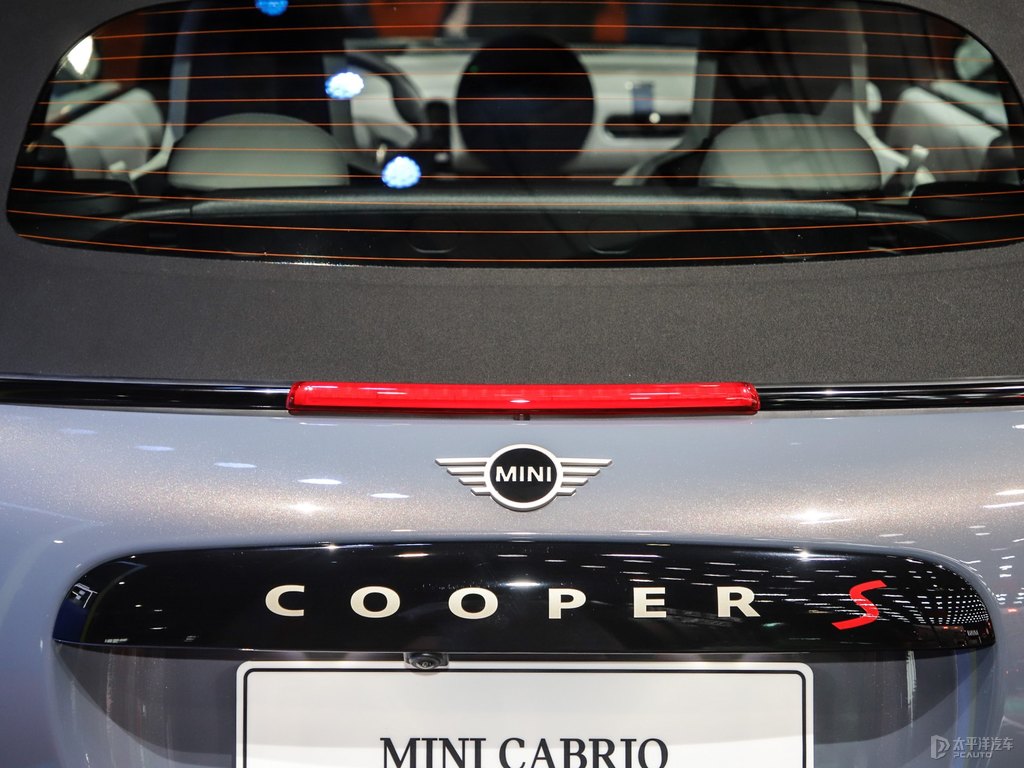 MINI
COOPER S
MINI CABRIO
太平洋汽车
PCAUTO